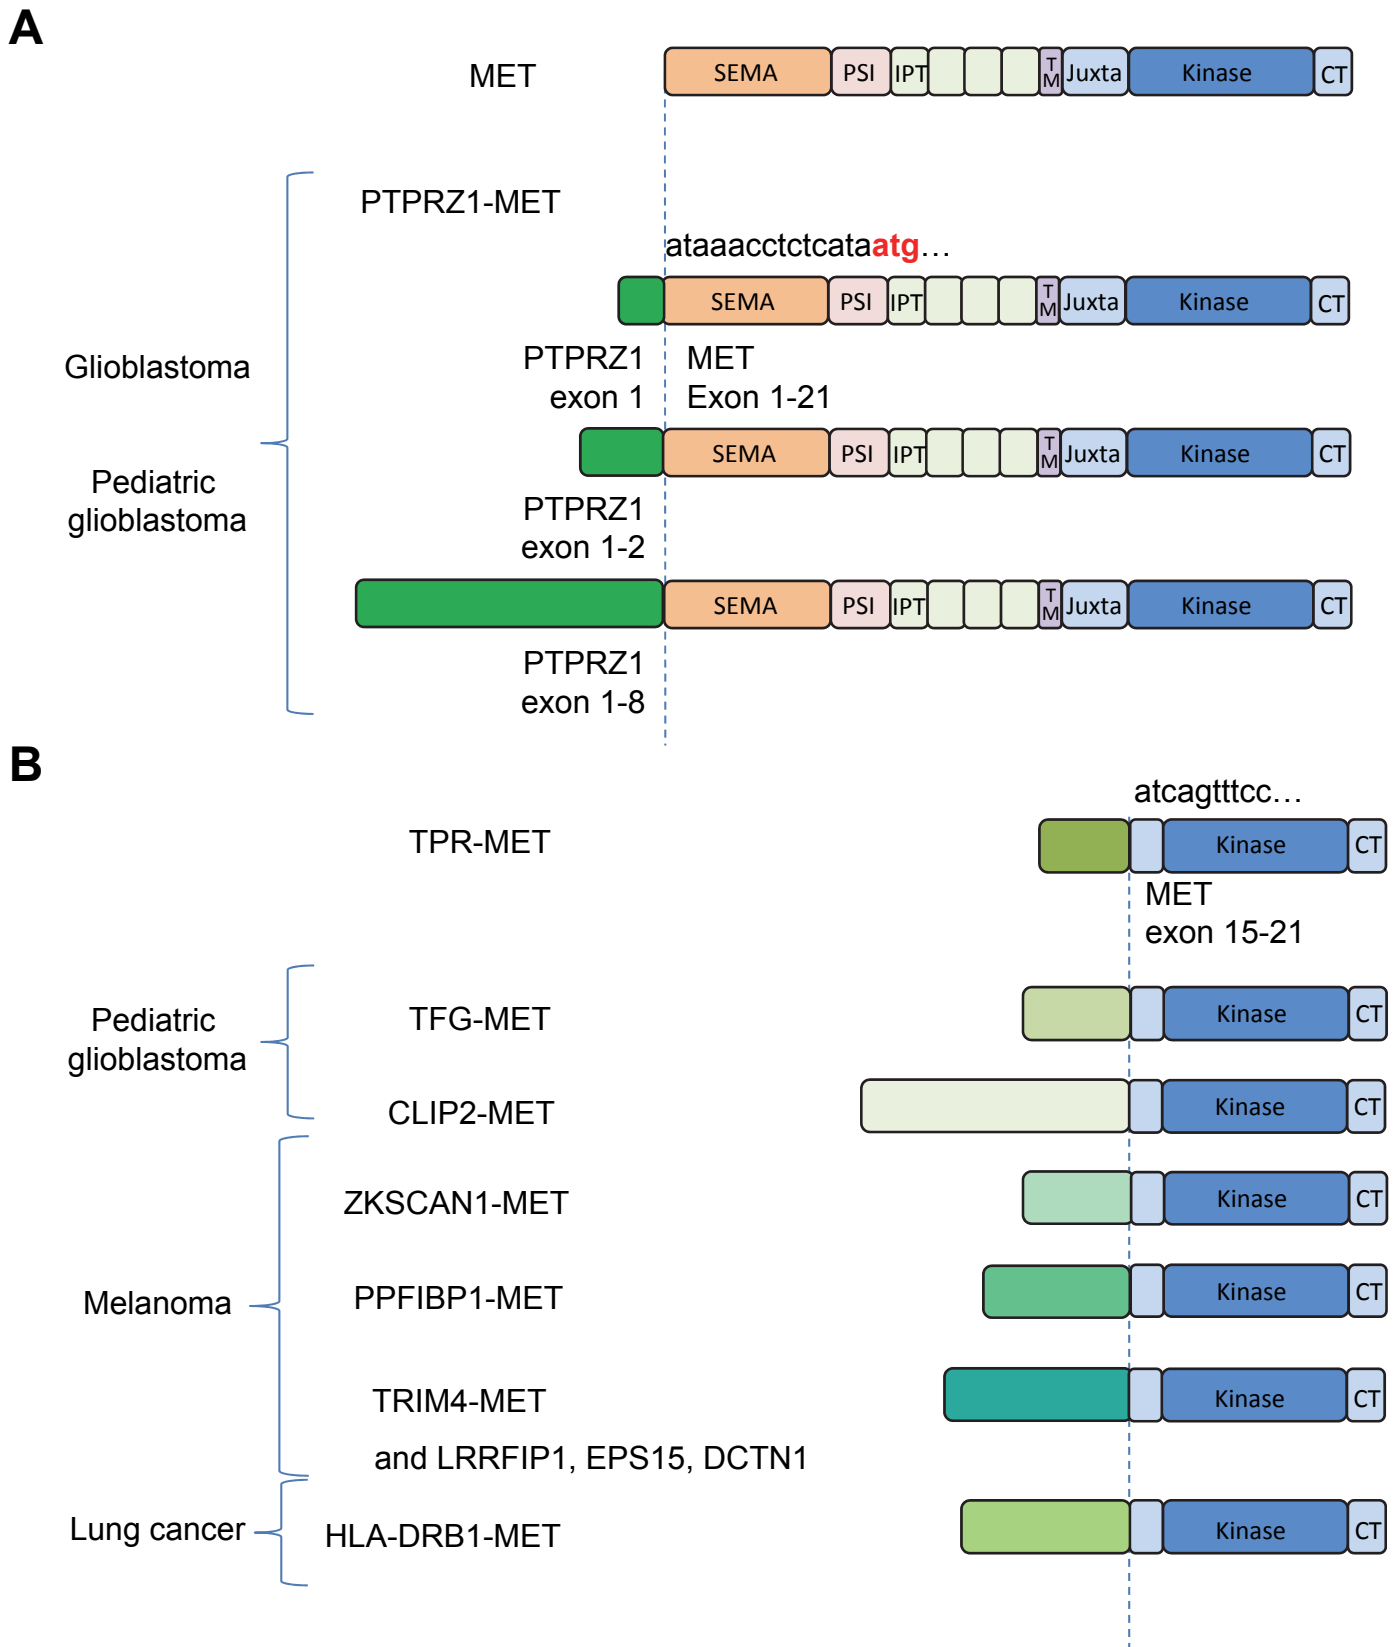 A
MET
SEMA PSI IPT TM Juxta Kinase CT
PTPRZ1-MET
ataaacctctcataatg...
SEMA PSI IPT TM Juxta Kinase CT
Glioblastoma
PTPRZ1 MET
exon 1 Exon 1-21
SEMA PSI IPT TM Juxta Kinase CT
Pediatric
glioblastoma
PTPRZ1
exon 1-2
SEMA PSI IPT TM Juxta Kinase CT
PTPRZ1
exon 1-8
B
atcagtttcc...
TPR-MET
Kinase CT
MET
exon 15-21
Pediatric
glioblastoma
TFG-MET
Kinase CT
CLIP2-MET
Kinase CT
ZKSCAN1-MET
Kinase CT
Melanoma
PPFIBP1-MET
Kinase CT
TRIM4-MET
Kinase CT
and LRRFIP1, EPS15, DCTN1
Lung cancer
HLA-DRB1-MET
Kinase CT